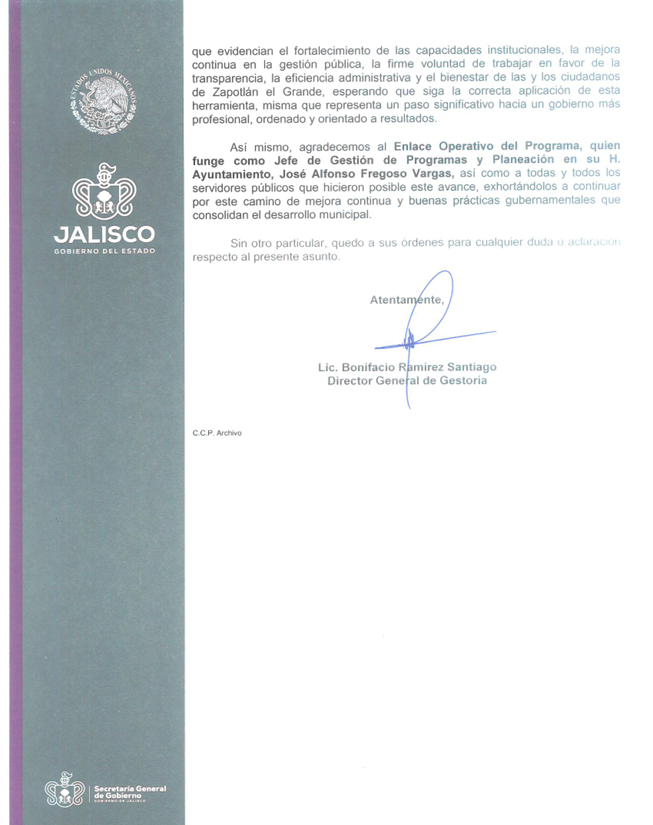 que evidencian el fortalecimiento de las capacidades institucionales, la mejora
continua en la gestión pública, la firme voluntad de trabajar en favor de la
transparencia, la eficiencia administrativa y el bienestar de las y los ciudadanos
de Zapotlán el Grande, esperando que siga la correcta aplicación de esta
herramienta, misma que representa un paso significativo hacia un gobierno más
profesional, ordenado y orientado a resultados.
Así mismo, agradecemos al Enlace Operativo del Programa, quien
funge como Jefe de Gestión de Programas y Planeación en su H.
Ayuntamiento, José Alfonso Fregoso Vargas, así como a todas y todos los
servidores públicos que hicieron posible este avance, exhortándolos a continuar
por este camino de mejora continua y buenas prácticas gubernamentales que
consolidan el desarrollo municipal.
Sin otro particular, quedo a sus órdenes para cualquier duda o aclaración
respecto al presente asunto.
Atentamente,
Lic. Bonifacio Ramirez Santiago
Director General de Gestoria
C.C.P. Archivo
ESTADOS UNIDOS MEXICANOS
JALISCO
GOBIERNO DEL ESTADO
Secretaría General
de Gobierno
GOBIERNO DE JALISCO